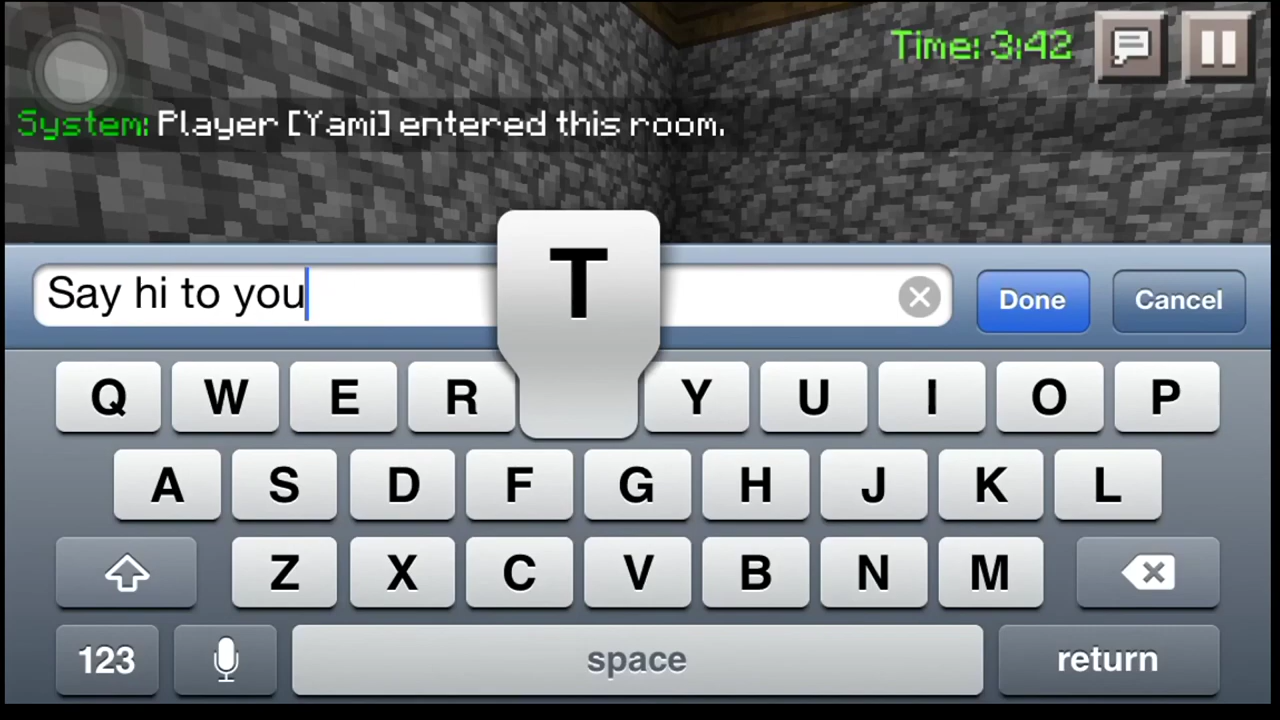 Time: 3:42
System: Player [Yami] entered this room.
Say hi to you
Done
Cancel
T
Q W E R Y U I O P
A S D F G H J K L
Z X C V B N M
123 space return